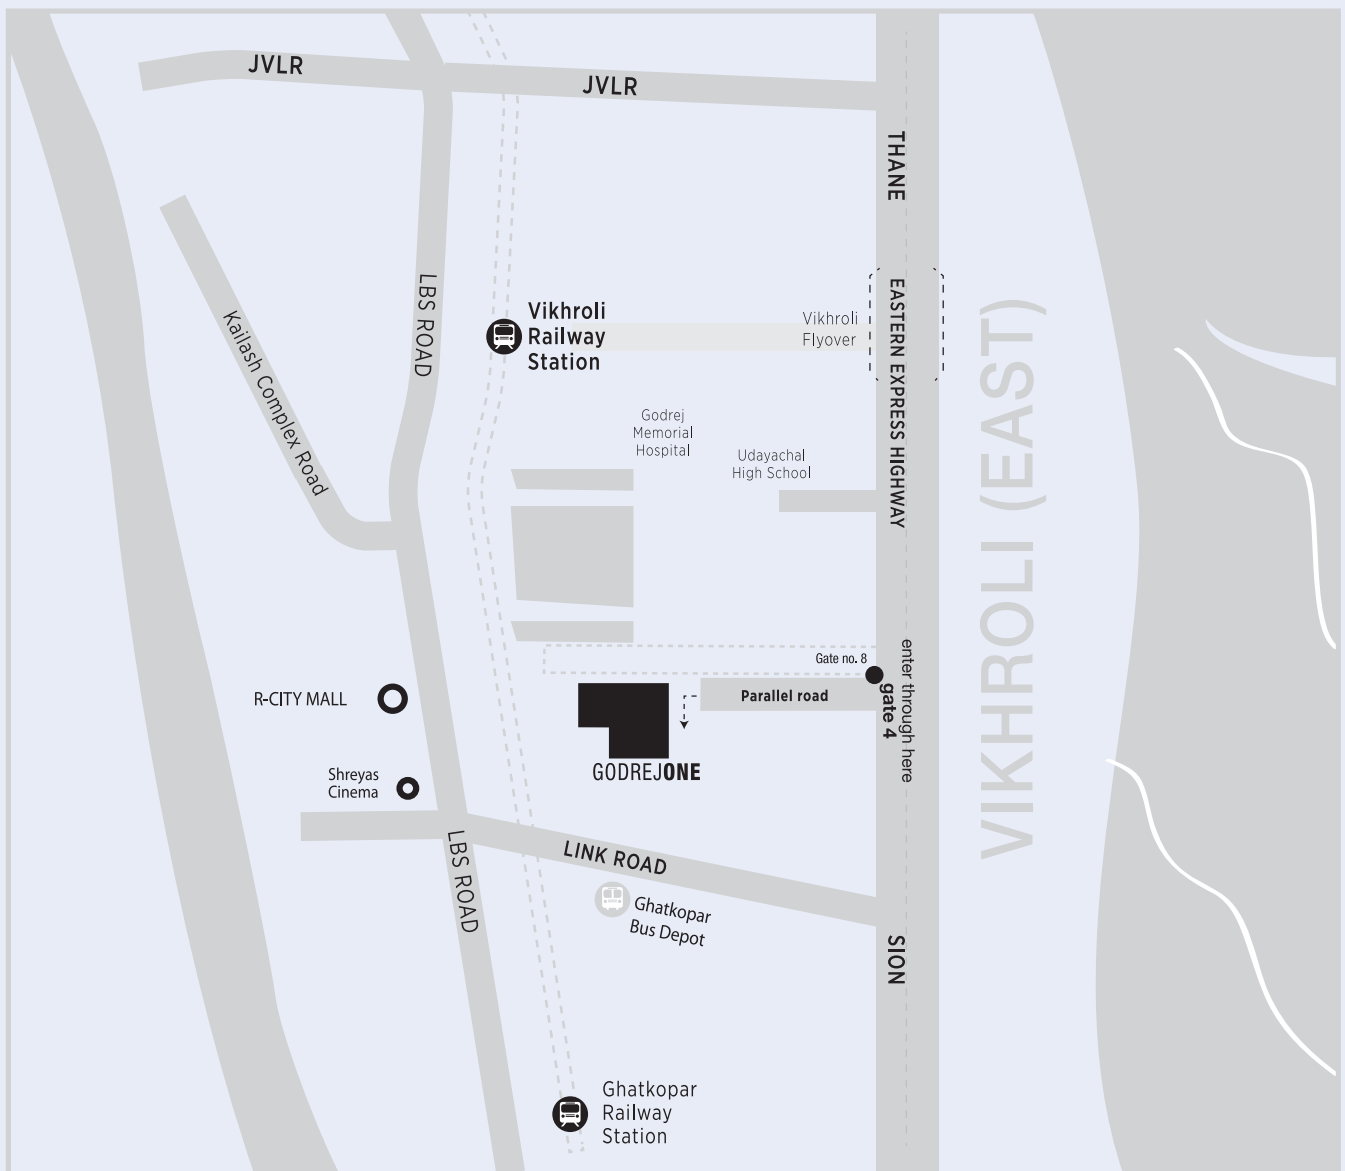 JVLR
JVLR
THANE
LBS ROAD
EASTERN EXPRESS HIGHWAY
VIKHROLI (EAST)
Kailash Complex Road
Vikhroli
Railway
Station
Vikhroli
Flyover
Godrej
Memorial
Hospital
Udayachal
High School
Gate no. 8
enter through here
gate 4
Parallel road
R-CITY MALL
GODREJONE
Shreyas
Cinema
LBS ROAD
LINK ROAD
Ghatkopar
Bus Depot
SION
Ghatkopar
Railway
Station